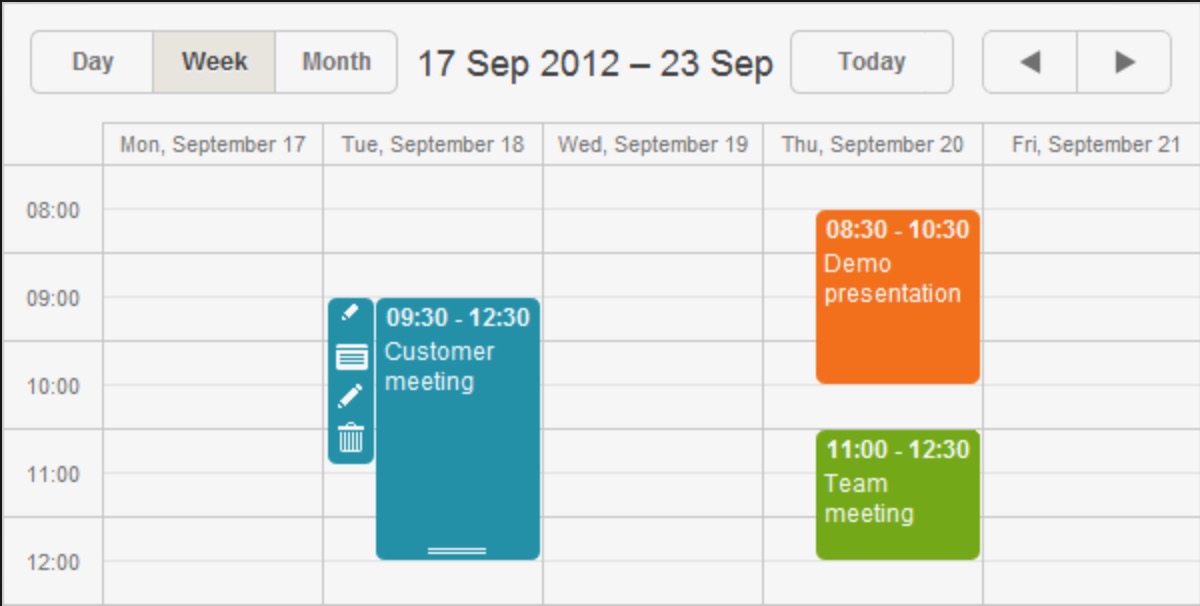 Day Week Month 17 Sep 2012 – 23 Sep Today
Mon, September 17 Tue, September 18 Wed, September 19 Thu, September 20 Fri, September 21
08:00
08:30 - 10:30
Demo
presentation
09:00
09:30 - 12:30
Customer
meeting
10:00
11:00 - 12:30
Team
meeting
11:00
12:00